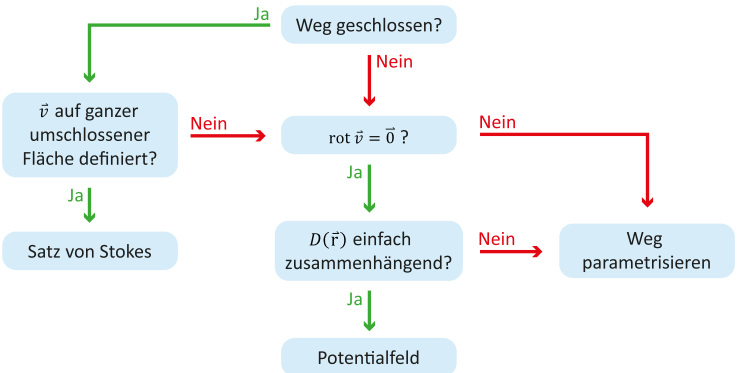 Ja
Weg geschlossen?
Nein
v⃗ auf ganzer
umschlossener
Fläche definiert?
Nein
rot v⃗ = 0⃗ ?
Nein
Ja
Ja
Satz von Stokes
D(r⃗) einfach
zusammenhängend?
Nein
Weg
parametrisieren
Ja
Potentialfeld